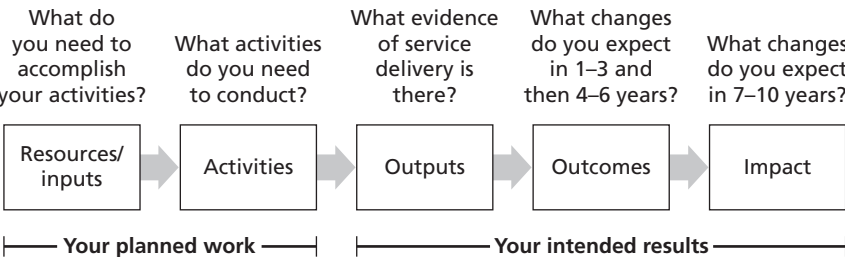 What do
you need to
accomplish
your activities?
What activities
do you need
to conduct?
What evidence
of service
delivery is
there?
What changes
do you expect
in 1–3 and
then 4–6 years?
What changes
do you expect
in 7–10 years?
Resources/
inputs
Activities
Outputs
Outcomes
Impact
Your planned work
Your intended results